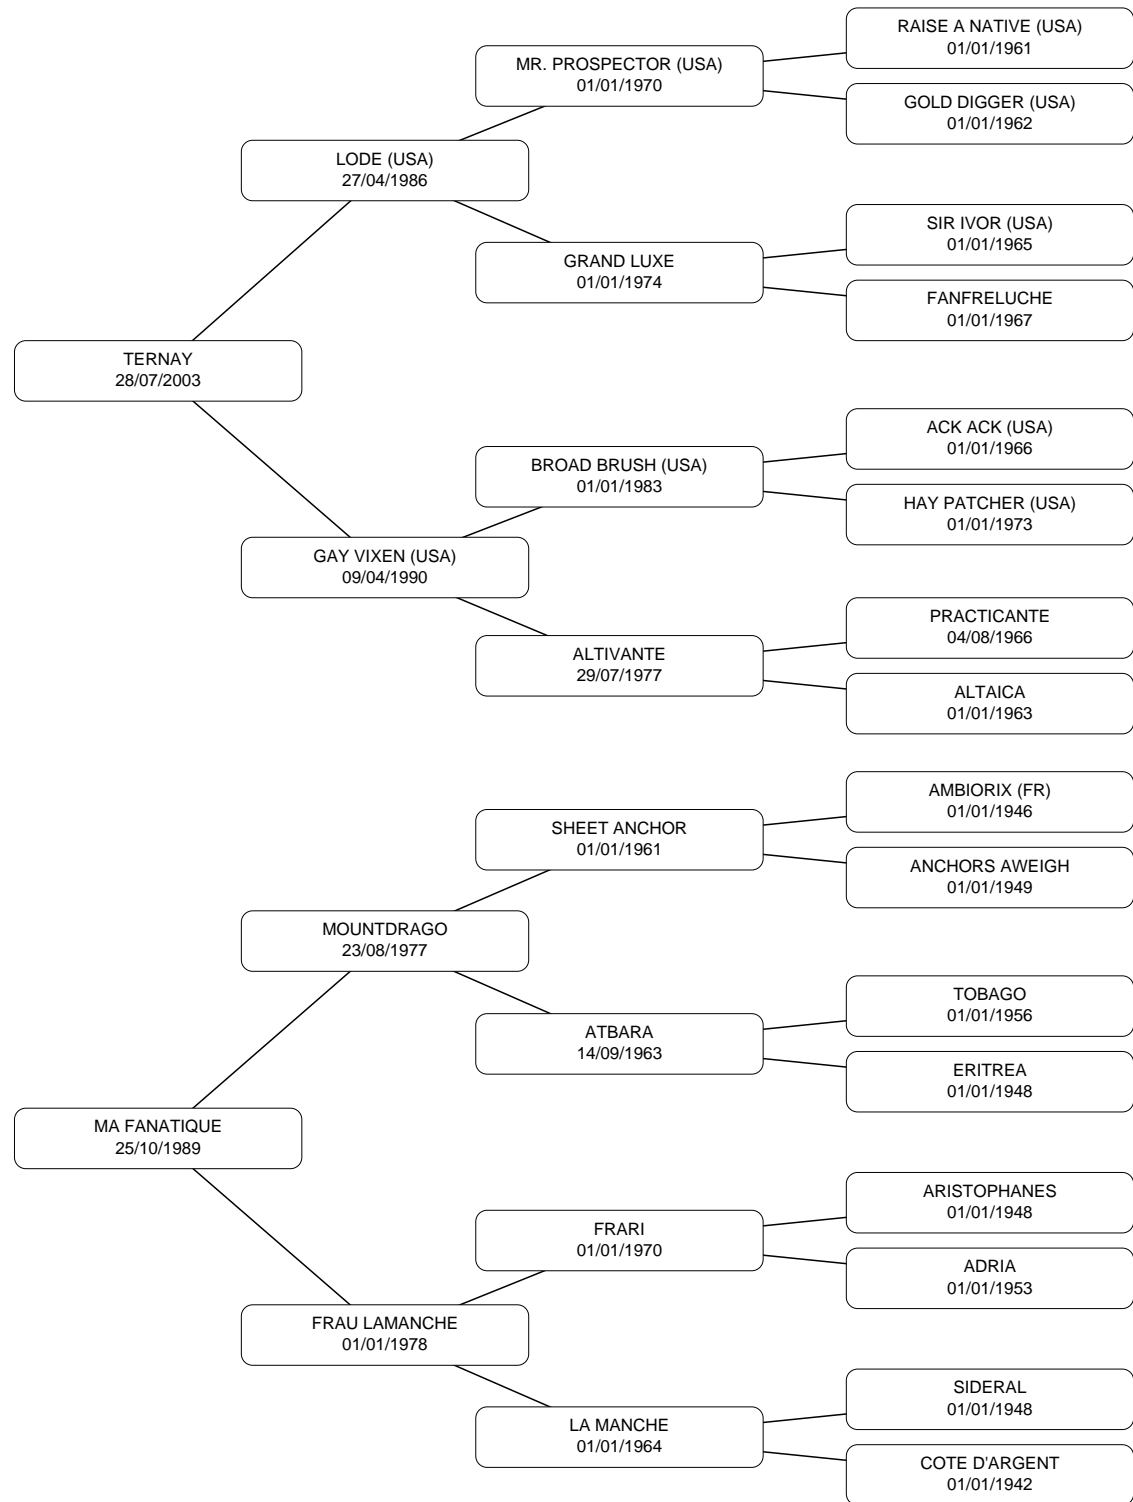 RAISE A NATIVE (USA)
01/01/1961
MR. PROSPECTOR (USA)
01/01/1970
GOLD DIGGER (USA)
01/01/1962
LODE (USA)
27/04/1986
SIR IVOR (USA)
01/01/1965
GRAND LUXE
01/01/1974
FANFRELUCHE
01/01/1967
TERNAY
28/07/2003
ACK ACK (USA)
01/01/1966
BROAD BRUSH (USA)
01/01/1983
HAY PATCHER (USA)
01/01/1973
GAY VIXEN (USA)
09/04/1990
PRACTICANTE
04/08/1966
ALTIVANTE
29/07/1977
ALTAICA
01/01/1963
AMBIORIX (FR)
01/01/1946
SHEET ANCHOR
01/01/1961
ANCHORS AWEIGH
01/01/1949
MOUNTDRAGO
23/08/1977
TOBAGO
01/01/1956
ATBARA
14/09/1963
ERITREA
01/01/1948
MA FANATIQUE
25/10/1989
ARISTOPHANES
01/01/1948
FRARI
01/01/1970
ADRIA
01/01/1953
FRAU LAMANCHE
01/01/1978
SIDERAL
01/01/1948
LA MANCHE
01/01/1964
COTE D'ARGENT
01/01/1942